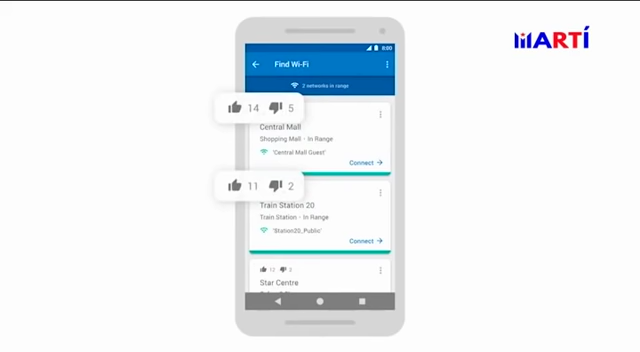 MARTÍ
8:00
Find Wi-Fi
2 networks in range
14 5
Central Mall
Shopping Mall · In Range
'Central Mall Guest'
Connect
11 2
Train Station 20
Train Station · In Range
'Station20_Public'
Connect
Star Centre